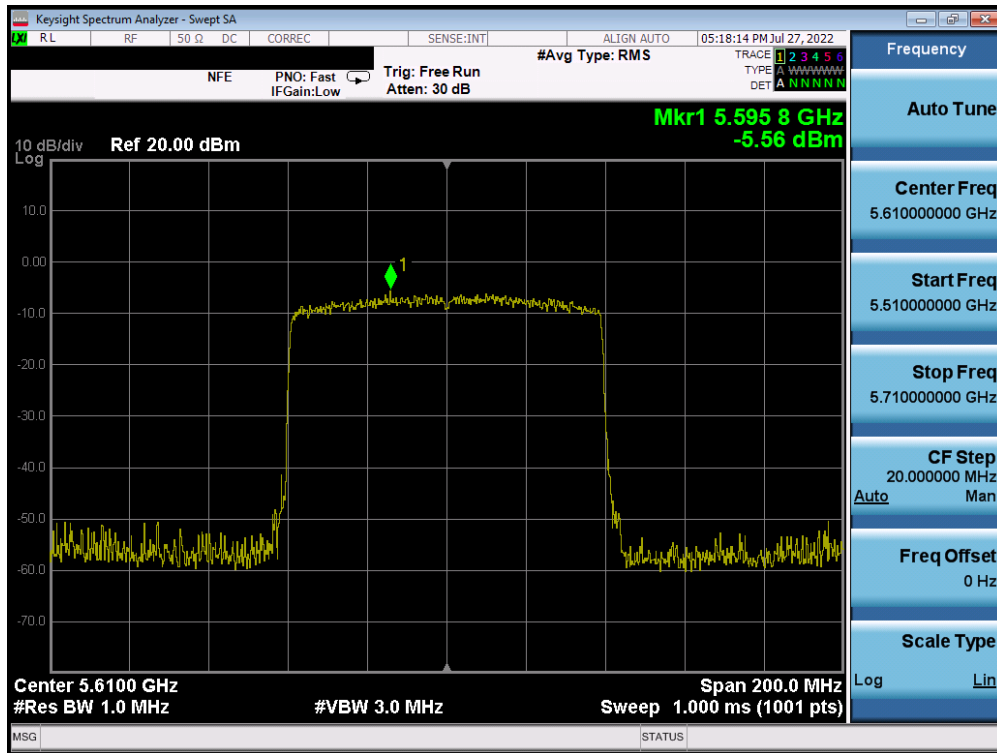 Keysight Spectrum Analyzer - Swept SA
LXI RL RF 50 Ω DC CORREC SENSE:INT ALIGN AUTO 05:18:14 PM Jul 27, 2022
NFE PNO: Fast Trig: Free Run #Avg Type: RMS TRACE 1 2 3 4 5 6
IFGain:Low Atten: 30 dB TYPE A WWWWWW
DET A N N N N N
Mkr1 5.595 8 GHz
-5.56 dBm
10 dB/div Ref 20.00 dBm
Log
10.0
0.00
-10.0
-20.0
-30.0
-40.0
-50.0
-60.0
-70.0
1
Center 5.6100 GHz Span 200.0 MHz
#Res BW 1.0 MHz #VBW 3.0 MHz Sweep 1.000 ms (1001 pts)
MSG STATUS
Frequency
Auto Tune
Center Freq
5.610000000 GHz
Start Freq
5.510000000 GHz
Stop Freq
5.710000000 GHz
CF Step
20.000000 MHz
Auto Man
Freq Offset
0 Hz
Scale Type
Log Lin